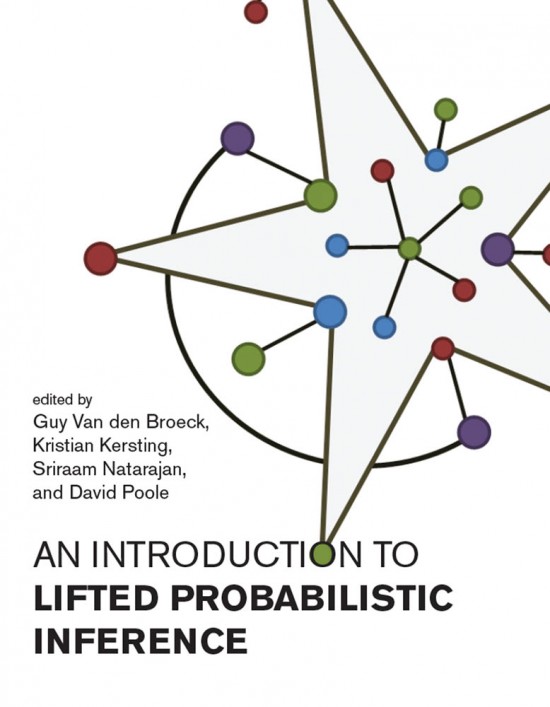 edited by
Guy Van den Broeck,
Kristian Kersting,
Sriraam Natarajan,
and David Poole
AN INTRODUCTION TO
LIFTED PROBABILISTIC
INFERENCE